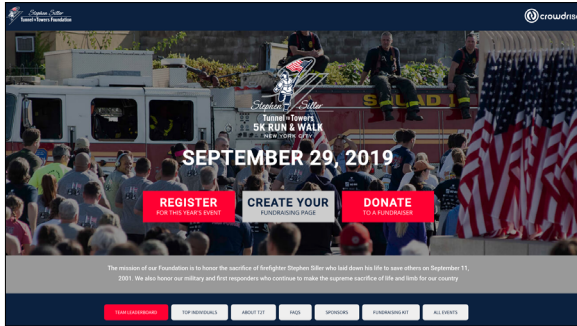 Stephen Siller
Tunnel to Towers Foundation
crowdrise
SQUAD 1
Stephen Siller
Tunnel to Towers
5K RUN & WALK
NEW YORK CITY
SEPTEMBER 29, 2019
REGISTER
FOR THIS YEAR'S EVENT
CREATE YOUR
FUNDRAISING PAGE
DONATE
TO A FUNDRAISER
The mission of our Foundation is to honor the sacrifice of firefighter Stephen Siller who laid down his life to save others on September 11,
2001. We also honor our military and first responders who continue to make the supreme sacrifice of life and limb for our country
TEAM LEADERBOARD
TOP INDIVIDUALS
ABOUT T2T
FAQS
SPONSORS
FUNDRAISING KIT
ALL EVENTS